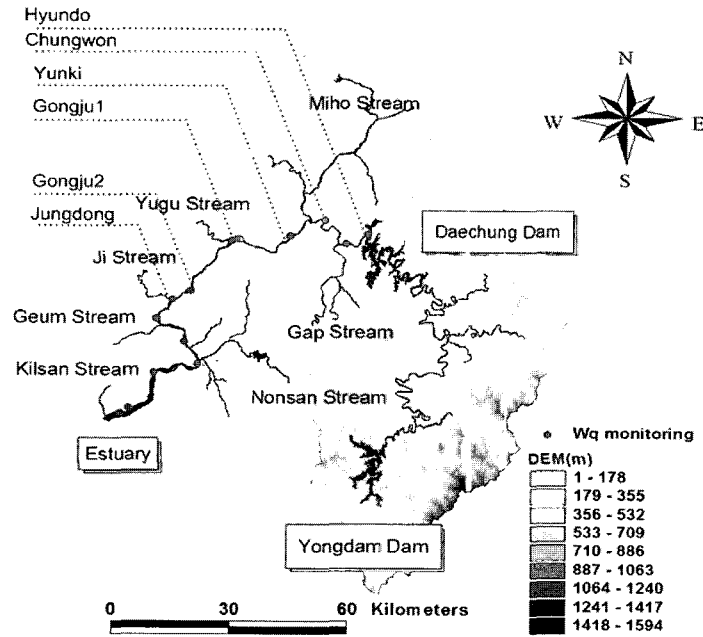 Hyundo
Chungwon
Yunki
Gongju1
Gongju2
Jungdong
Miho Stream
Yugu Stream
Ji Stream
Geum Stream
Kilsan Stream
Gap Stream
Nonsan Stream
Daechung Dam
Estuary
Yongdam Dam
N
W
E
S
Wq monitoring
DEM(m)
1 - 178
179 - 355
356 - 532
533 - 709
710 - 886
887 - 1063
1064 - 1240
1241 - 1417
1418 - 1594
0 30 60 Kilometers